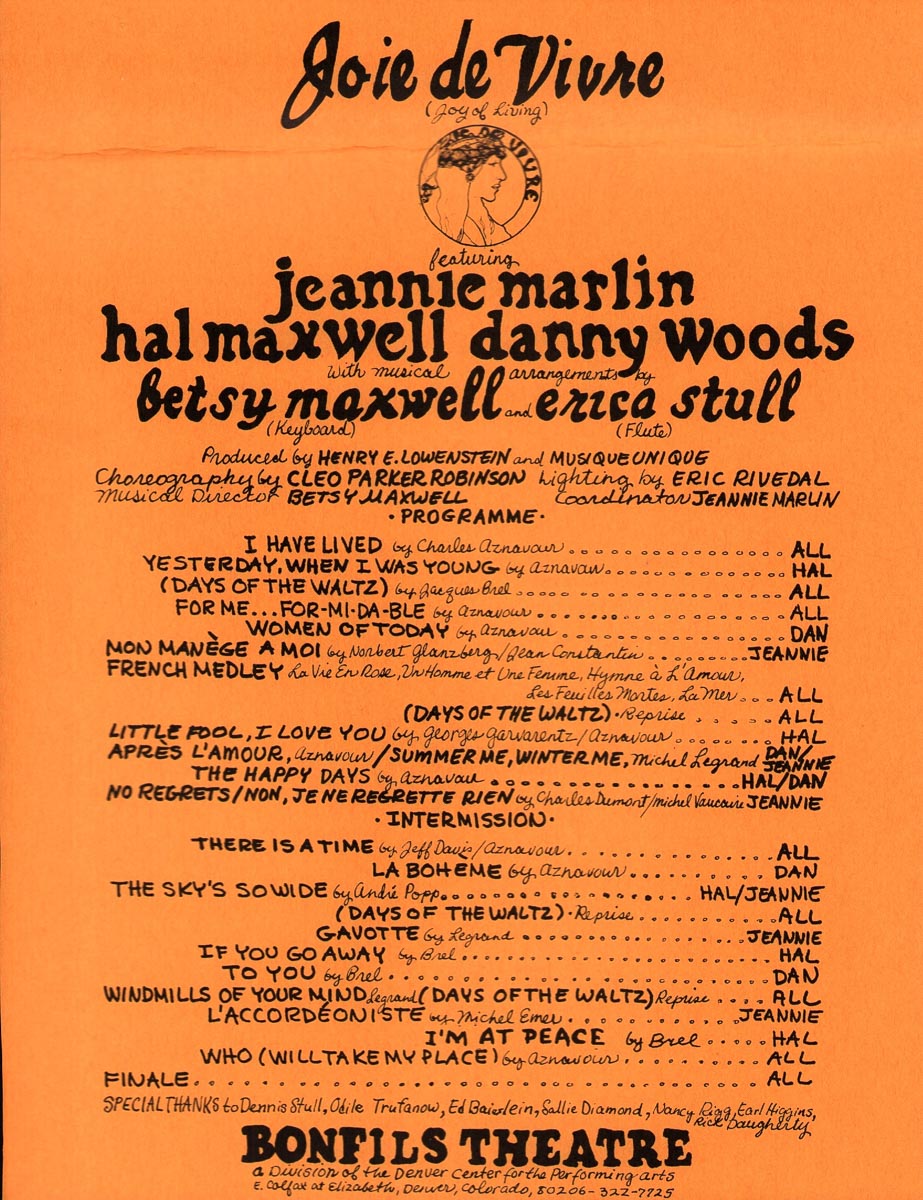 Joie de Vivre
(Joy of Living)
JOIE DE VIVRE
featuring
jeannie marlin
hal maxwell danny woods
With musical arrangements by
betsy maxwell and erica stull
(Keyboard) (Flute)
Produced by HENRY E. LOWENSTEIN and MUSIQUE UNIQUE
Choreography by CLEO PARKER ROBINSON Lighting by ERIC RIVEDAL
Musical Director BETSY MAXWELL Coordinator JEANNIE MARLIN
·PROGRAMME·
I HAVE LIVED by Charles Aznavour.................... ALL
YESTERDAY, WHEN I WAS YOUNG by Aznavour.................... HAL
(DAYS OF THE WALTZ) by Jacques Brel.................... ALL
FOR ME...FOR-MI-DA-BLE by Aznavour.................... ALL
WOMEN OF TODAY by Aznavour.................... DAN
MON MANÈGE A MOI by Norbert Glanzberg/Jean Constantin.......... JEANNIE
FRENCH MEDLEY La Vie En Rose, Un Homme et Une Femme, Hymne à L'Amour,
Les Feuilles Mortes, La Mer.... ALL
(DAYS OF THE WALTZ)·Reprise ...... ALL
LITTLE FOOL, I LOVE YOU by Georges Garvarentz/Aznavour.......... HAL
APRÈS L'AMOUR, Aznavour/SUMMER ME, WINTER ME, Michel Legrand DAN/JEANNIE
THE HAPPY DAYS by Aznavour.................... HAL/DAN
NO REGRETS/NON, JE NE REGRETTE RIEN by Charles Dumont/Michel Vaucaire JEANNIE
·INTERMISSION·
THERE IS A TIME by Jeff Davis/Aznavour.................... ALL
LA BOHEME by Aznavour............... DAN
THE SKY'S SO WIDE by André Popp.................... HAL/JEANNIE
(DAYS OF THE WALTZ)·Reprise............ ALL
GAVOTTE by Legrand.................... JEANNIE
IF YOU GO AWAY by Brel.................... HAL
TO YOU by Brel.................... DAN
WINDMILLS OF YOUR MIND Legrand (DAYS OF THE WALTZ) Reprise..... ALL
L'ACCORDÉONISTE by Michel Emer.................... JEANNIE
I'M AT PEACE by Brel..... HAL
WHO (WILL TAKE MY PLACE) by Aznavour............... ALL
FINALE.................... ALL
SPECIAL THANKS to Dennis Stull, Odile Trufanow, Ed Baierlein, Sallie Diamond, Nancy Rigg, Earl Higgins,
Rick Daugherty
BONFILS THEATRE
a Division of the Denver Center for the Performing arts
E. Colfax at Elizabeth, Denver, Colorado, 80206-322-7725